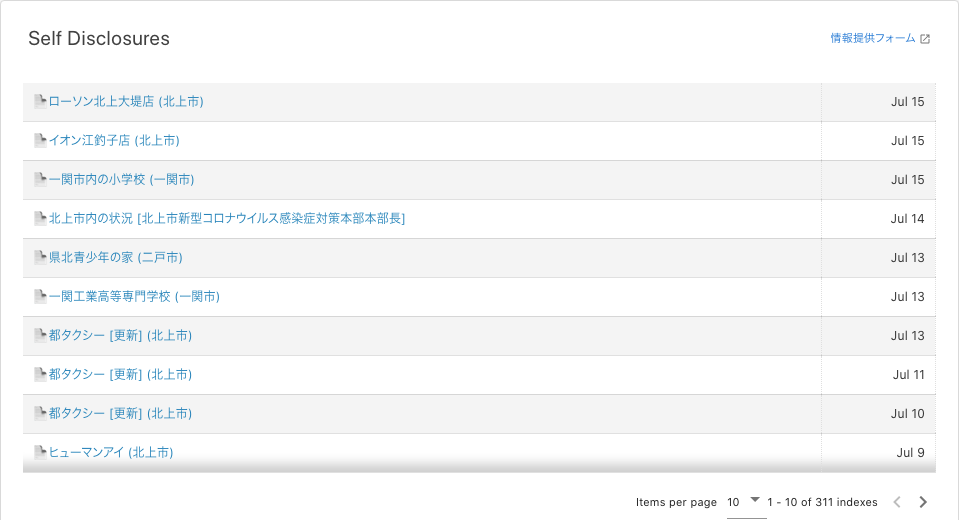 Self Disclosures
情報提供フォーム
ローソン北上大堤店 (北上市) Jul 15
イオン江釣子店 (北上市) Jul 15
一関市内の小学校 (一関市) Jul 15
北上市内の状況 [北上市新型コロナウイルス感染症対策本部本部長] Jul 14
県北青少年の家 (二戸市) Jul 13
一関工業高等専門学校 (一関市) Jul 13
都タクシー [更新] (北上市) Jul 13
都タクシー [更新] (北上市) Jul 11
都タクシー [更新] (北上市) Jul 10
ヒューマンアイ (北上市) Jul 9
Items per page 10 1 - 10 of 311 indexes